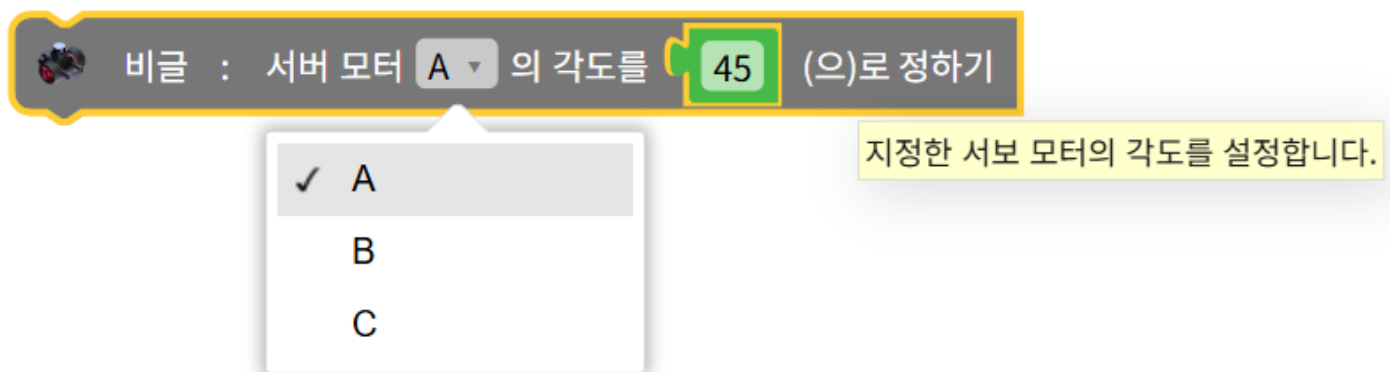 비글 : 서버 모터 A ▾ 의 각도를 45 (으)로 정하기
지정한 서보 모터의 각도를 설정합니다.
✓ A
B
C